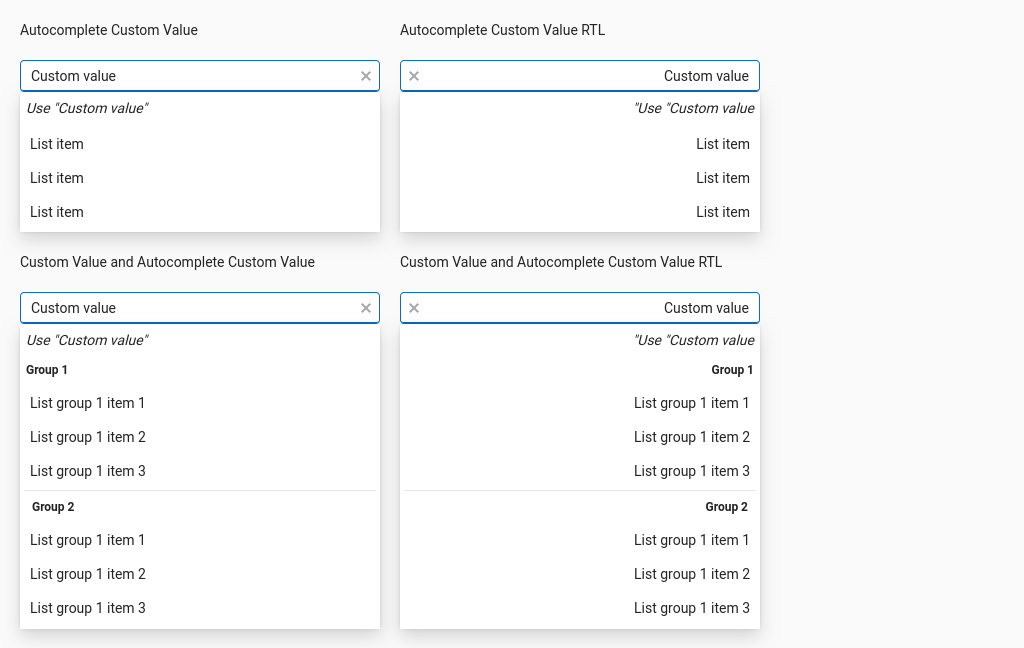 Autocomplete Custom Value
Custom value
Use "Custom value"
List item
List item
List item
Autocomplete Custom Value RTL
Custom value
"Use "Custom value
List item
List item
List item
Custom Value and Autocomplete Custom Value
Custom value
Use "Custom value"
Group 1
List group 1 item 1
List group 1 item 2
List group 1 item 3
Group 2
List group 1 item 1
List group 1 item 2
List group 1 item 3
Custom Value and Autocomplete Custom Value RTL
Custom value
"Use "Custom value
Group 1
List group 1 item 1
List group 1 item 2
List group 1 item 3
Group 2
List group 1 item 1
List group 1 item 2
List group 1 item 3